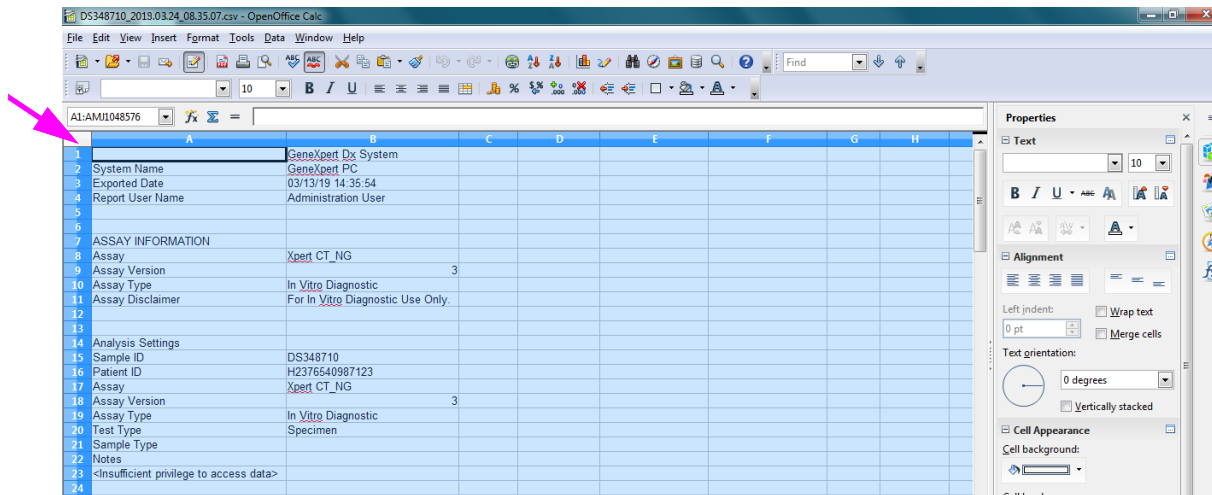 DS348710_2019.03.24_08.35.07.csv - OpenOffice Calc
File Edit View Insert Format Tools Data Window Help
Find
10 B I U
A1:AMJ1048576
A B C D E F G H
1 GeneXpert Dx System
2 System Name GeneXpert PC
3 Exported Date 03/13/19 14:35:54
4 Report User Name Administration User
5
6
7 ASSAY INFORMATION
8 Assay Xpert CT_NG
9 Assay Version 3
10 Assay Type In Vitro Diagnostic
11 Assay Disclaimer For In Vitro Diagnostic Use Only.
12
13
14 Analysis Settings
15 Sample ID DS348710
16 Patient ID H2376540987123
17 Assay Xpert CT_NG
18 Assay Version 3
19 Assay Type In Vitro Diagnostic
20 Test Type Specimen
21 Sample Type
22 Notes
23 <Insufficient privilege to access data>
24
Properties
Text
10
B I U
Alignment
Left indent:
Wrap text
0 pt
Merge cells
Text orientation:
0 degrees
Vertically stacked
Cell Appearance
Cell background: